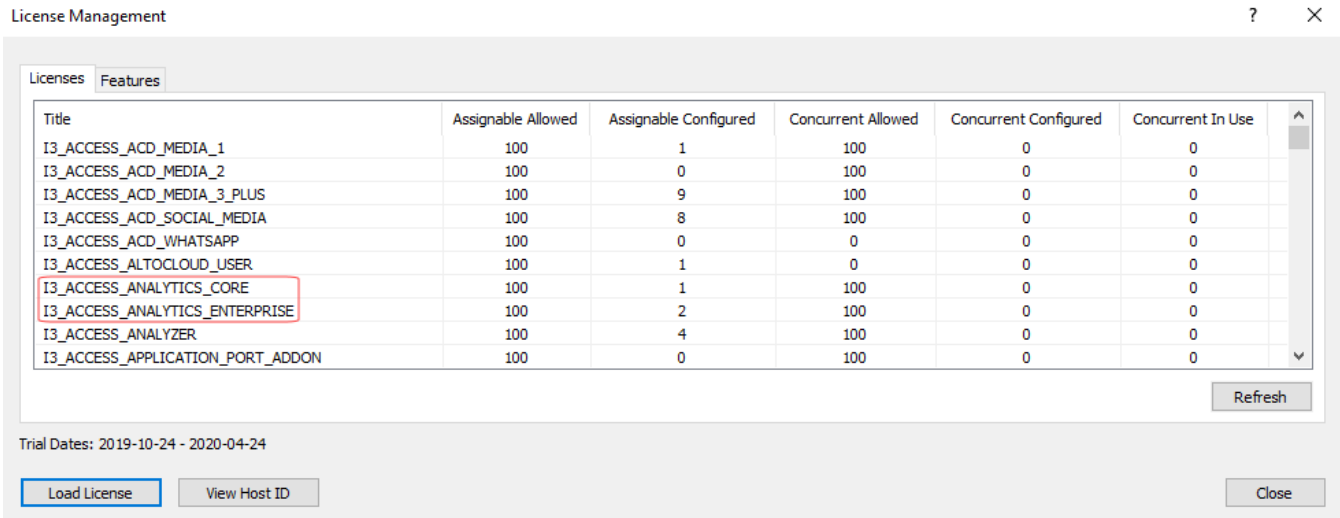 License Management ?
Licenses Features
Title Assignable Allowed Assignable Configured Concurrent Allowed Concurrent Configured Concurrent In Use
I3_ACCESS_ACD_MEDIA_1 100 1 100 0 0
I3_ACCESS_ACD_MEDIA_2 100 0 100 0 0
I3_ACCESS_ACD_MEDIA_3_PLUS 100 9 100 0 0
I3_ACCESS_ACD_SOCIAL_MEDIA 100 8 100 0 0
I3_ACCESS_ACD_WHATSAPP 100 0 0 0 0
I3_ACCESS_ALTOCLOUD_USER 100 1 0 0 0
I3_ACCESS_ANALYTICS_CORE 100 1 100 0 0
I3_ACCESS_ANALYTICS_ENTERPRISE 100 2 100 0 0
I3_ACCESS_ANALYZER 100 4 100 0 0
I3_ACCESS_APPLICATION_PORT_ADDON 100 0 100 0 0
Refresh
Trial Dates: 2019-10-24 - 2020-04-24
Load License View Host ID Close